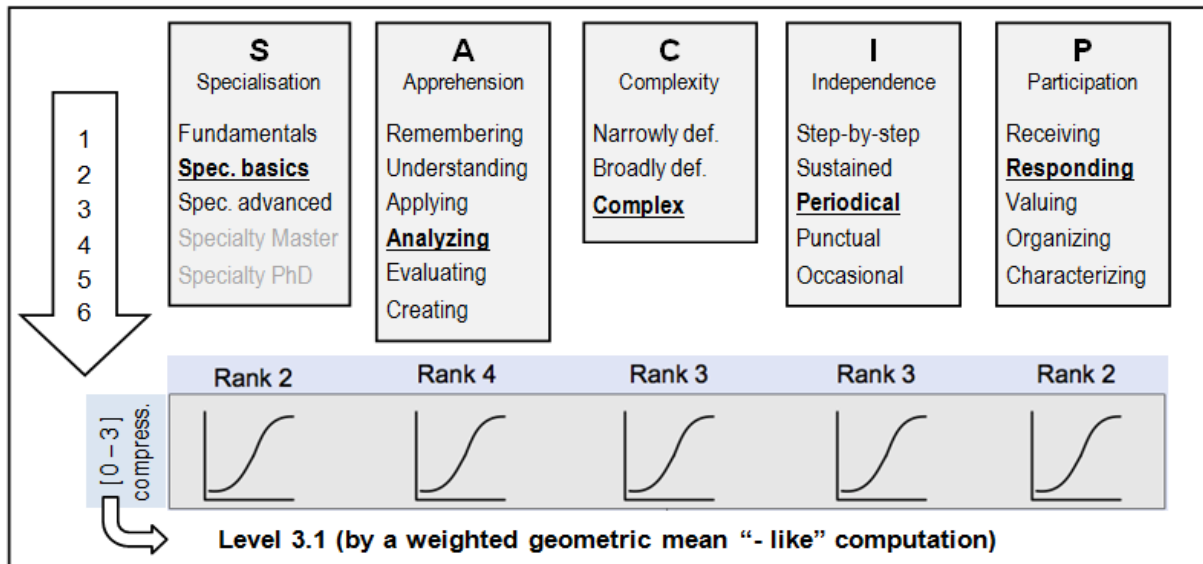 S
Specialisation
Fundamentals
Spec. basics
Spec. advanced
Specialty Master
Specialty PhD
A
Apprehension
Remembering
Understanding
Applying
Analyzing
Evaluating
Creating
C
Complexity
Narrowly def.
Broadly def.
Complex
I
Independence
Step-by-step
Sustained
Periodical
Punctual
Occasional
P
Participation
Receiving
Responding
Valuing
Organizing
Characterizing
1
2
3
4
5
6
Rank 2
Rank 4
Rank 3
Rank 3
Rank 2
[0 – 3]
compress.
Level 3.1 (by a weighted geometric mean “- like” computation)